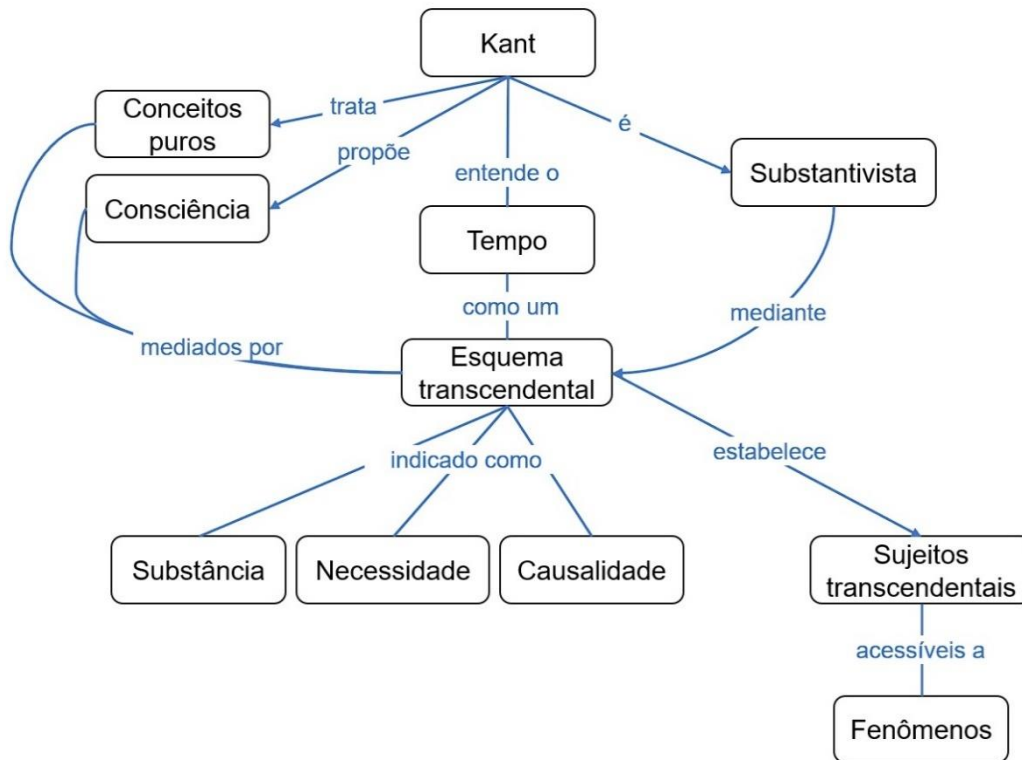 Kant
trata
Conceitos
puros
propõe
é
entende o
Substantivista
Consciência
Tempo
como um
mediante
mediados por
Esquema
transcendental
indicado como
estabelece
Substância
Necessidade
Causalidade
Sujeitos
transcendentais
acessíveis a
Fenômenos